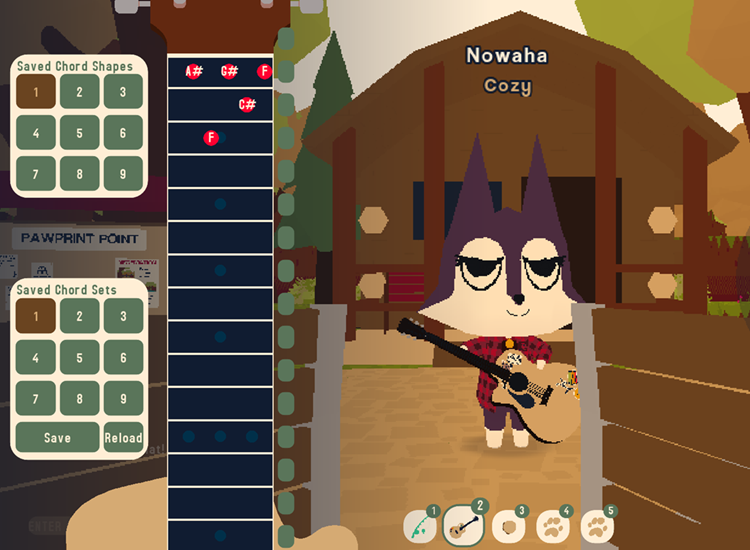 Nowaha
Cozy
Saved Chord Shapes
1 2 3
4 5 6
7 8 9
A# G# F
C#
F
PAWPRINT POINT
Saved Chord Sets
1 2 3
4 5 6
7 8 9
Save Reload
ENTER
1 2 3 4 5